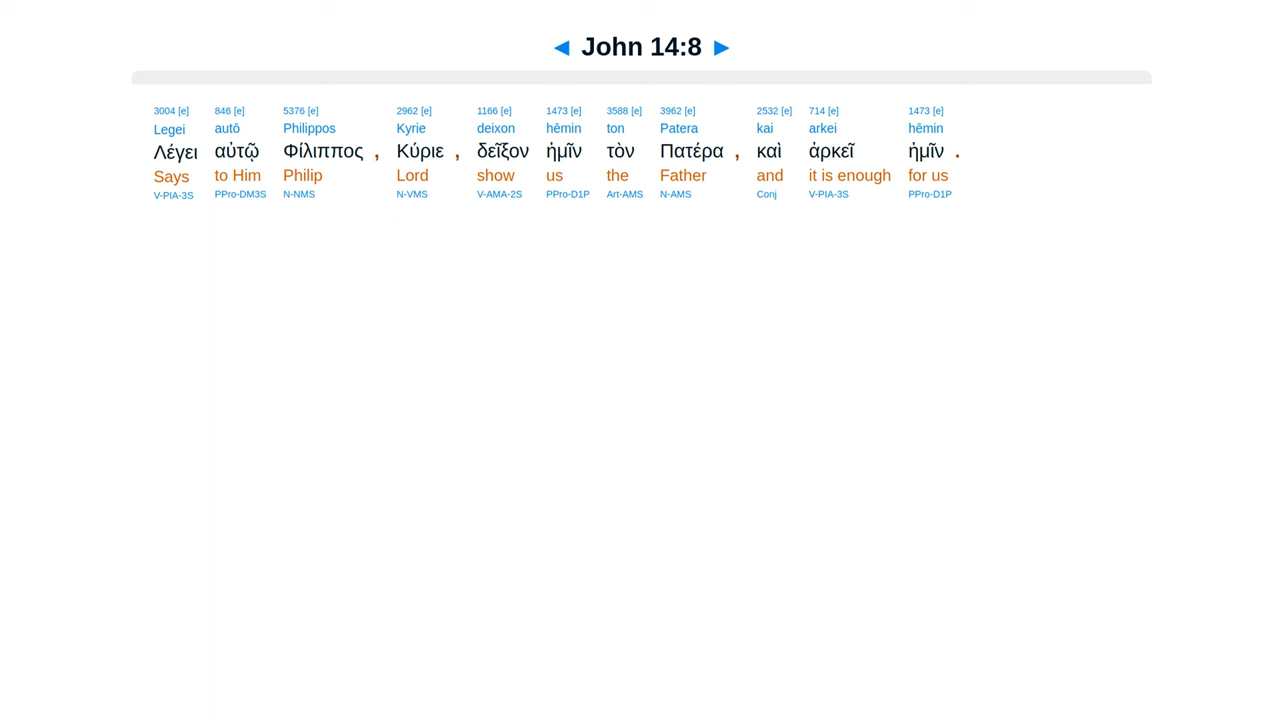 ◄ John 14:8 ►
3004 [e] 846 [e] 5376 [e] 2962 [e] 1166 [e] 1473 [e] 3588 [e] 3962 [e] 2532 [e] 714 [e] 1473 [e]
Legei autō Philippos Kyrie deixon hēmin ton Patera kai arkei hēmin
Λέγει αὐτῷ Φίλιππος , Κύριε , δεῖξον ἡμῖν τὸν Πατέρα , καὶ ἀρκεῖ ἡμῖν .
Says to Him Philip Lord show us the Father and it is enough for us
V-PIA-3S PPro-DM3S N-NMS N-VMS V-AMA-2S PPro-D1P Art-AMS N-AMS Conj V-PIA-3S PPro-D1P